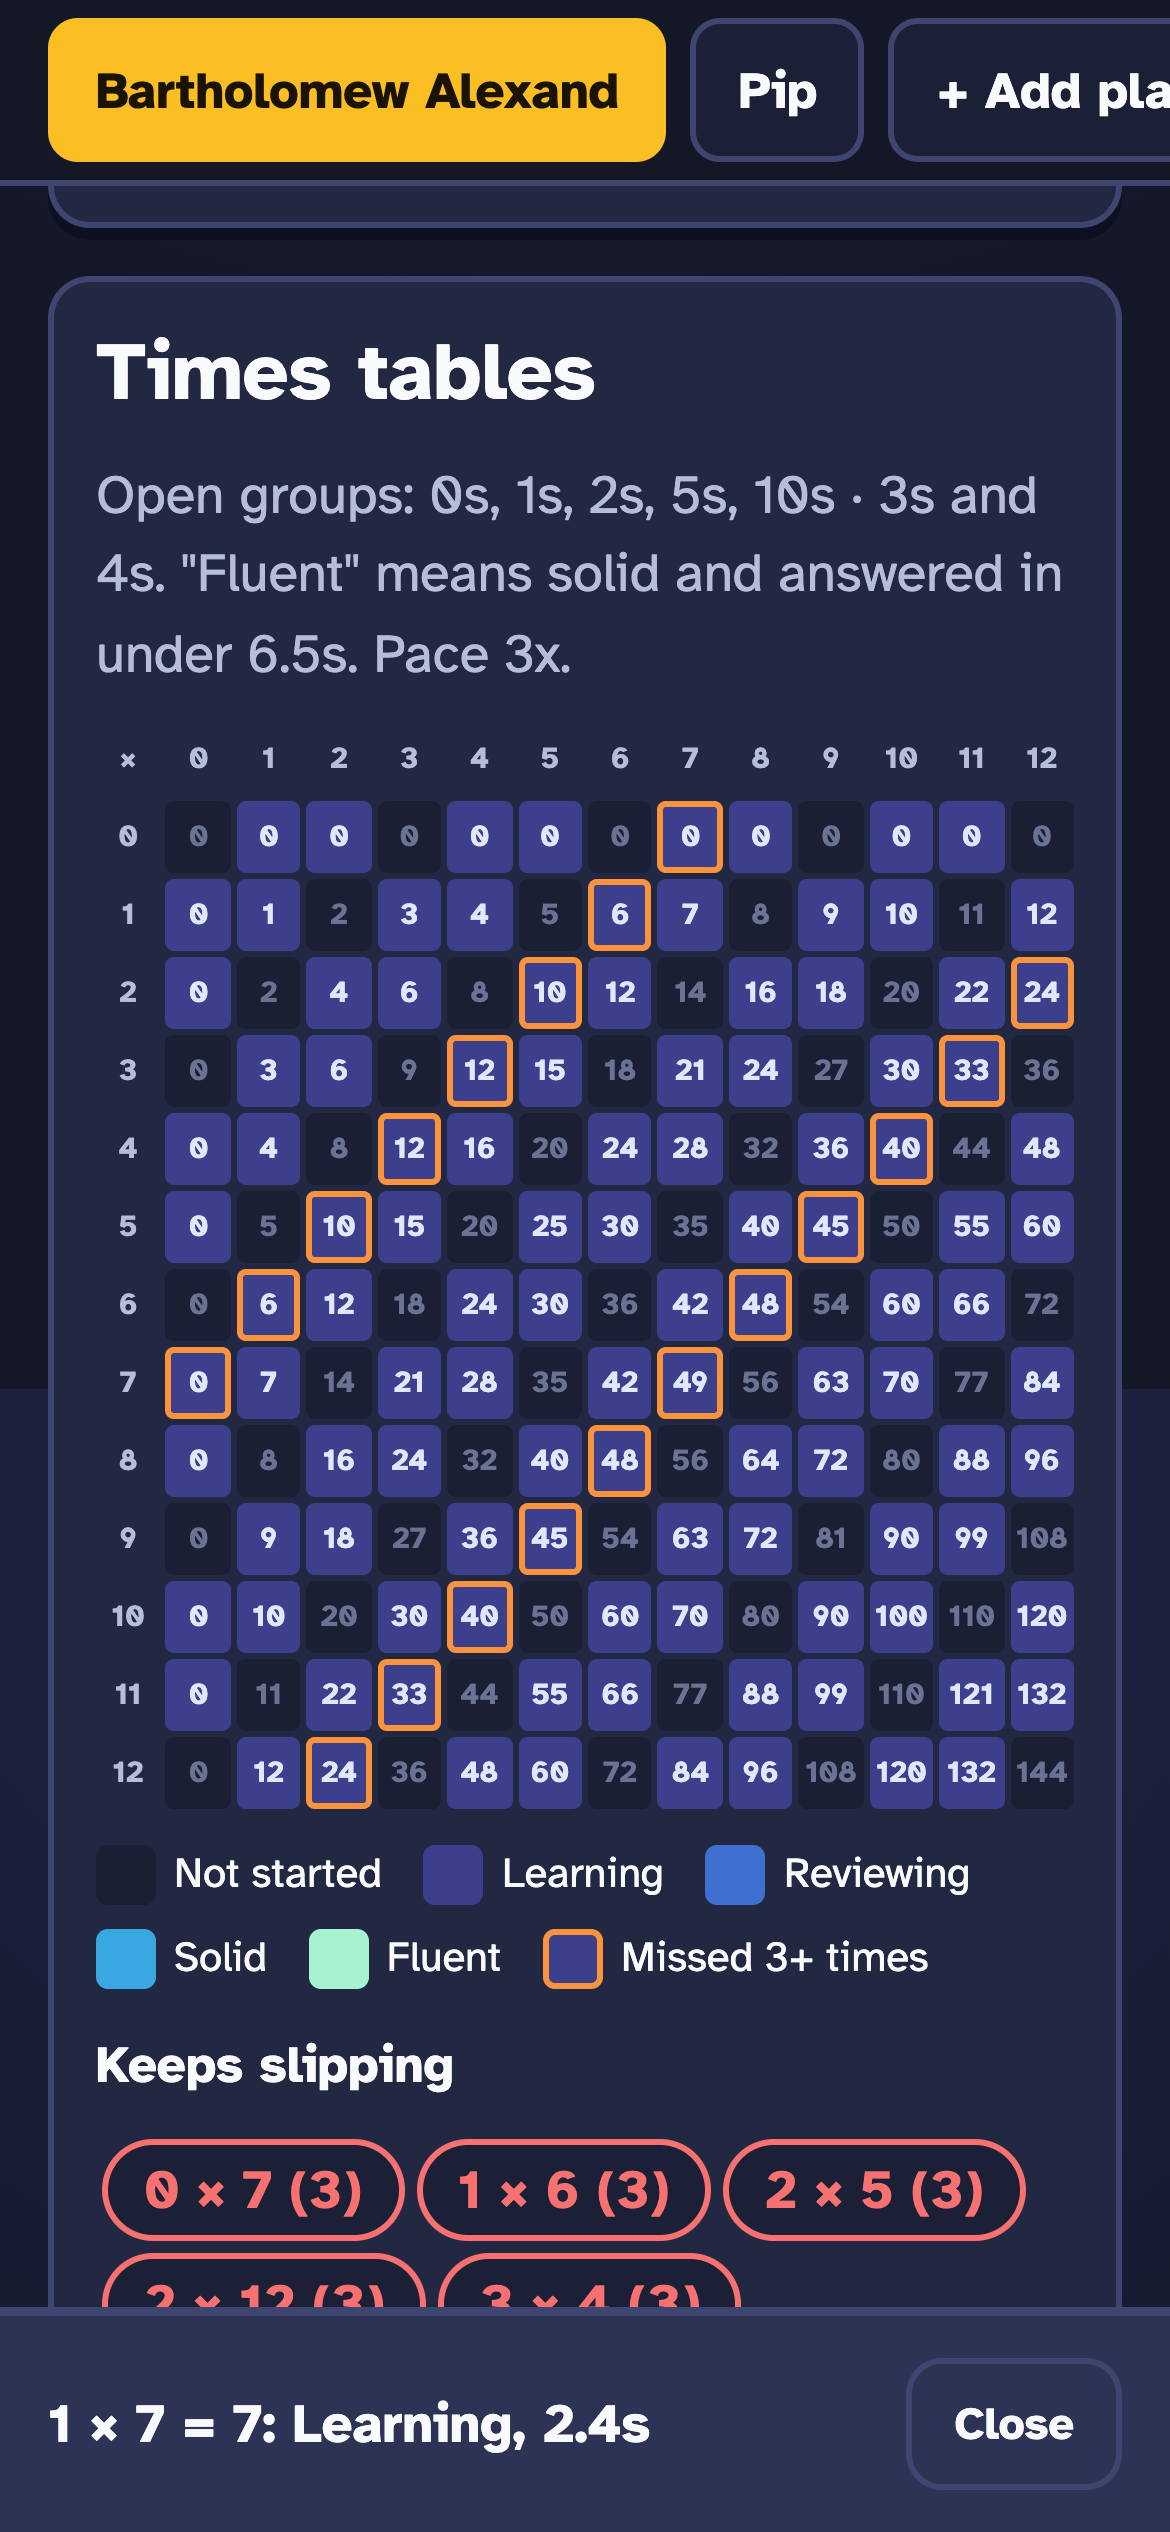 Bartholomew Alexand
Pip
+ Add pla
Times tables
Open groups: 0s, 1s, 2s, 5s, 10s · 3s and
4s. "Fluent" means solid and answered in
under 6.5s. Pace 3x.
× 0 1 2 3 4 5 6 7 8 9 10 11 12
0 0 0 0 0 0 0 0 0 0 0 0 0 0
1 0 1 2 3 4 5 6 7 8 9 10 11 12
2 0 2 4 6 8 10 12 14 16 18 20 22 24
3 0 3 6 9 12 15 18 21 24 27 30 33 36
4 0 4 8 12 16 20 24 28 32 36 40 44 48
5 0 5 10 15 20 25 30 35 40 45 50 55 60
6 0 6 12 18 24 30 36 42 48 54 60 66 72
7 0 7 14 21 28 35 42 49 56 63 70 77 84
8 0 8 16 24 32 40 48 56 64 72 80 88 96
9 0 9 18 27 36 45 54 63 72 81 90 99 108
10 0 10 20 30 40 50 60 70 80 90 100 110 120
11 0 11 22 33 44 55 66 77 88 99 110 121 132
12 0 12 24 36 48 60 72 84 96 108 120 132 144
Not started Learning Reviewing
Solid Fluent Missed 3+ times
Keeps slipping
0 × 7 (3) 1 × 6 (3) 2 × 5 (3)
2 × 12 (3) 3 × 4 (3)
1 × 7 = 7: Learning, 2.4s
Close